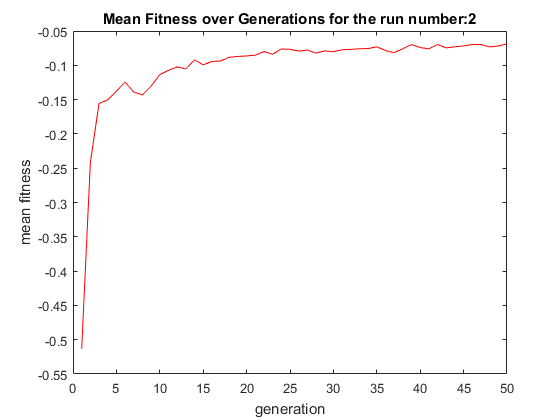 Mean Fitness over Generations for the run number:2
-0.05
-0.1
-0.15
-0.2
-0.25
-0.3
-0.35
-0.4
-0.45
-0.5
-0.55
mean fitness
0 5 10 15 20 25 30 35 40 45 50
generation